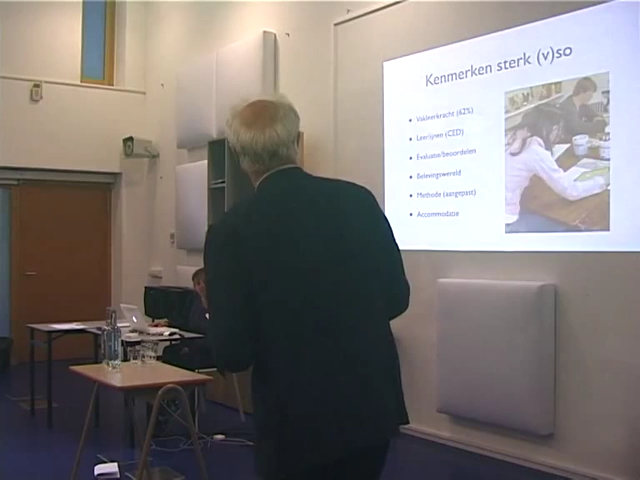 Kenmerken sterk (v)so
• Vakleerkracht (62%)
• Leerlijnen (CED)
• Evaluatie/beoordelen
• Belevingswereld
• Methode (aangepast)
• Accommodatie